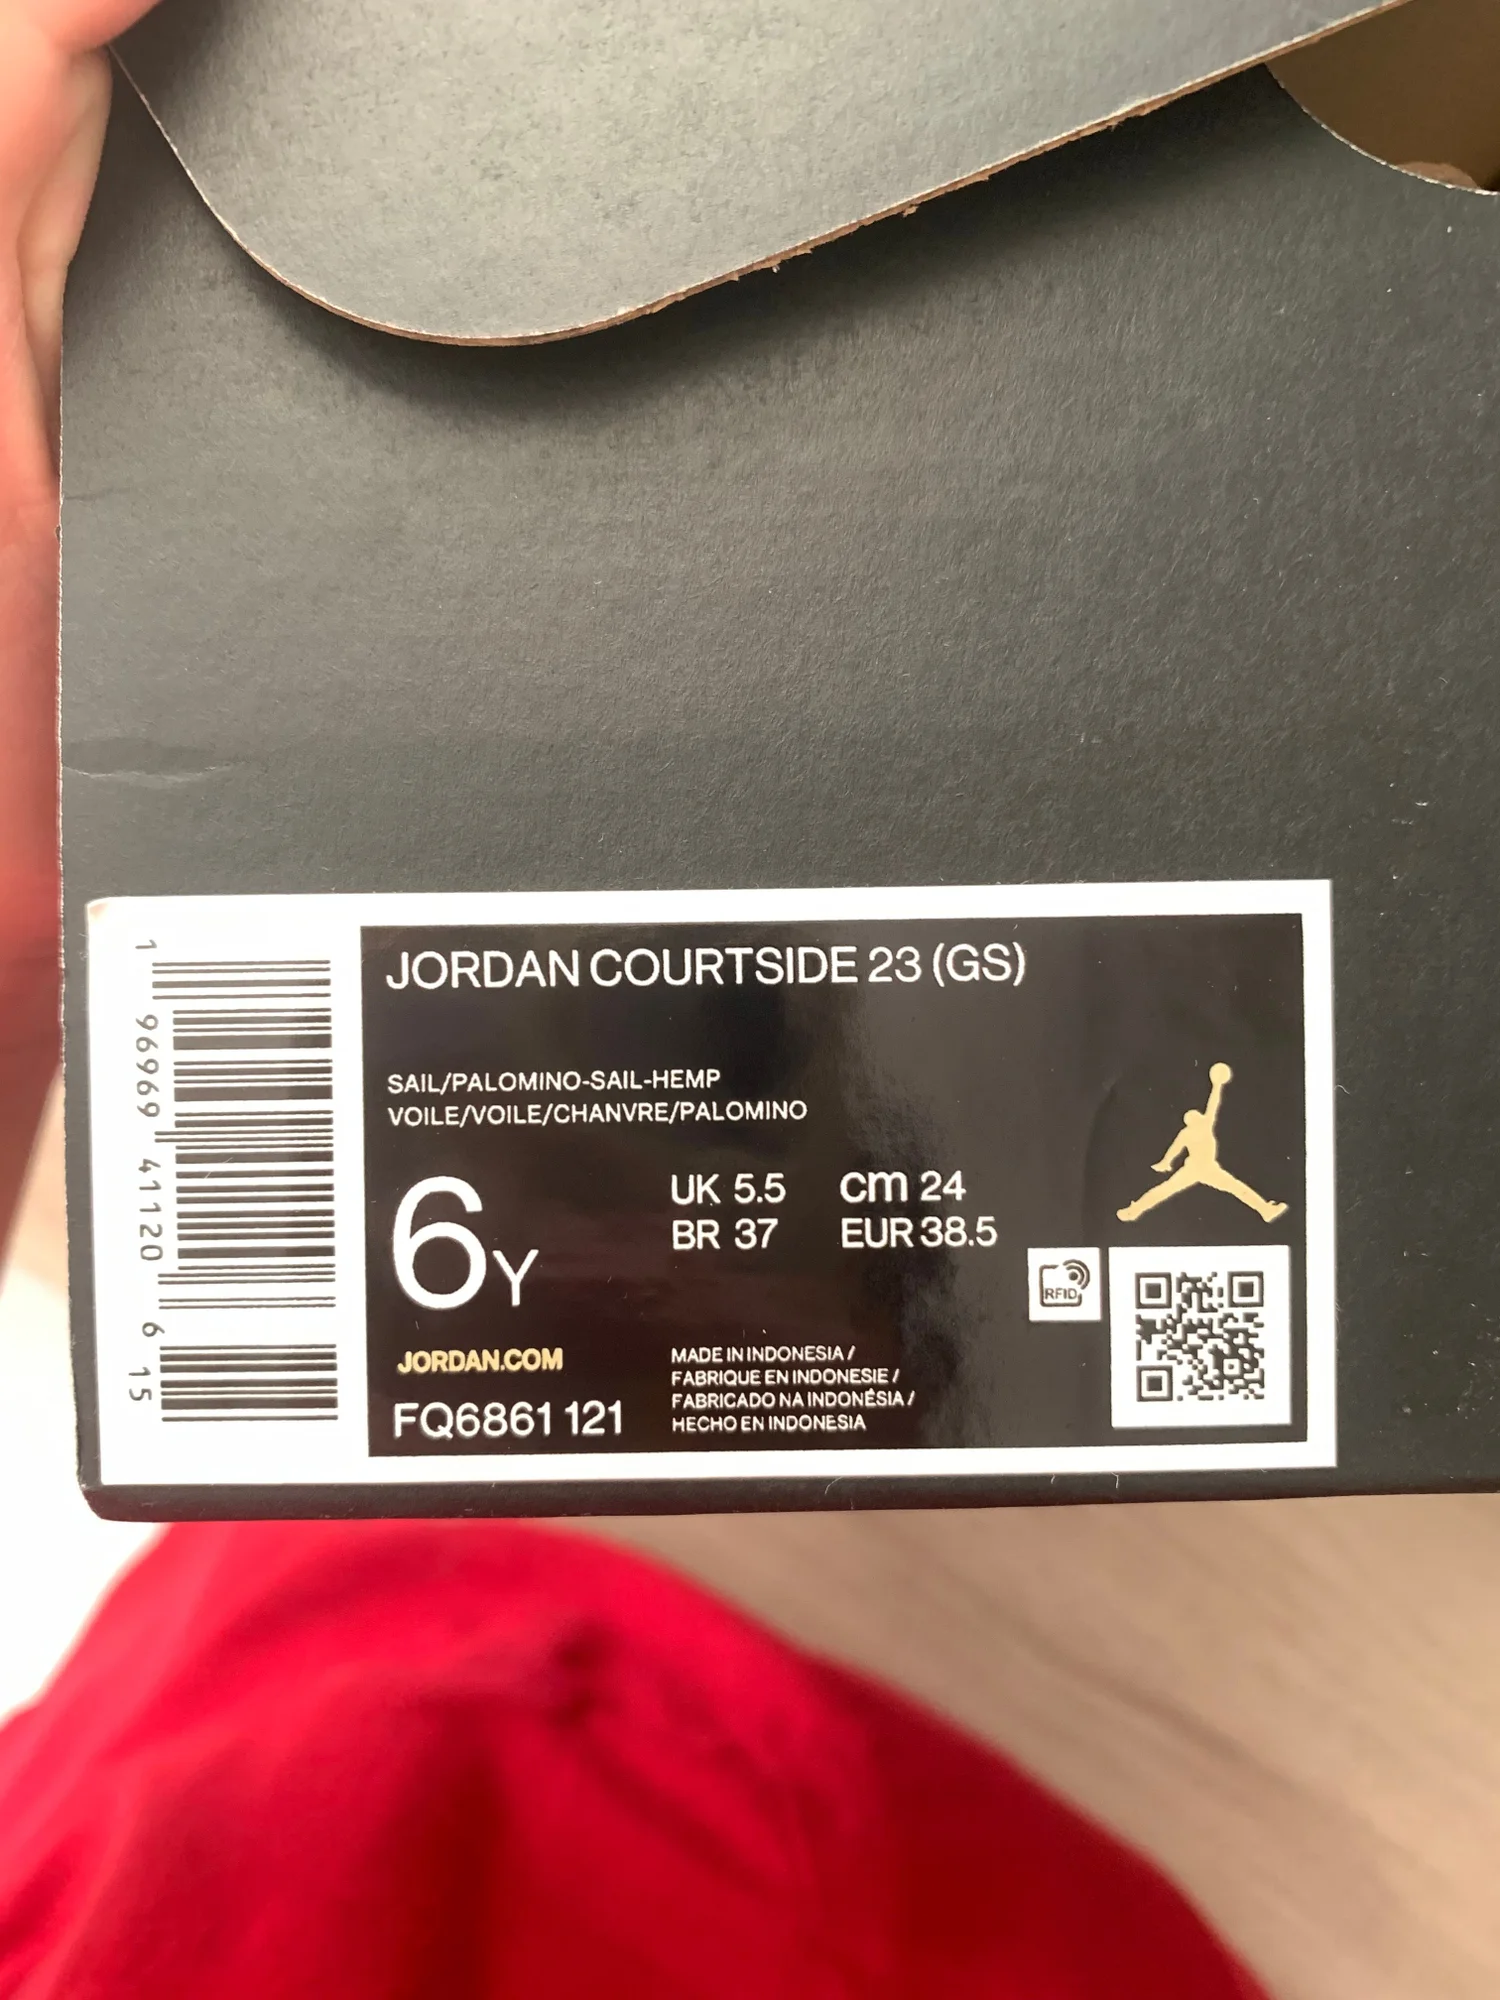 JORDAN COURTSIDE 23 (GS)
SAIL/PALOMINO-SAIL-HEMP
VOILE/VOILE/CHANVRE/PALOMINO
6Y
UK 5.5 cm 24
BR 37 EUR 38.5
RFID
JORDAN.COM
FQ6861 121
MADE IN INDONESIA /
FABRIQUE EN INDONESIE /
FABRICADO NA INDONÉSIA /
HECHO EN INDONESIA
1 96969 41120 6 15